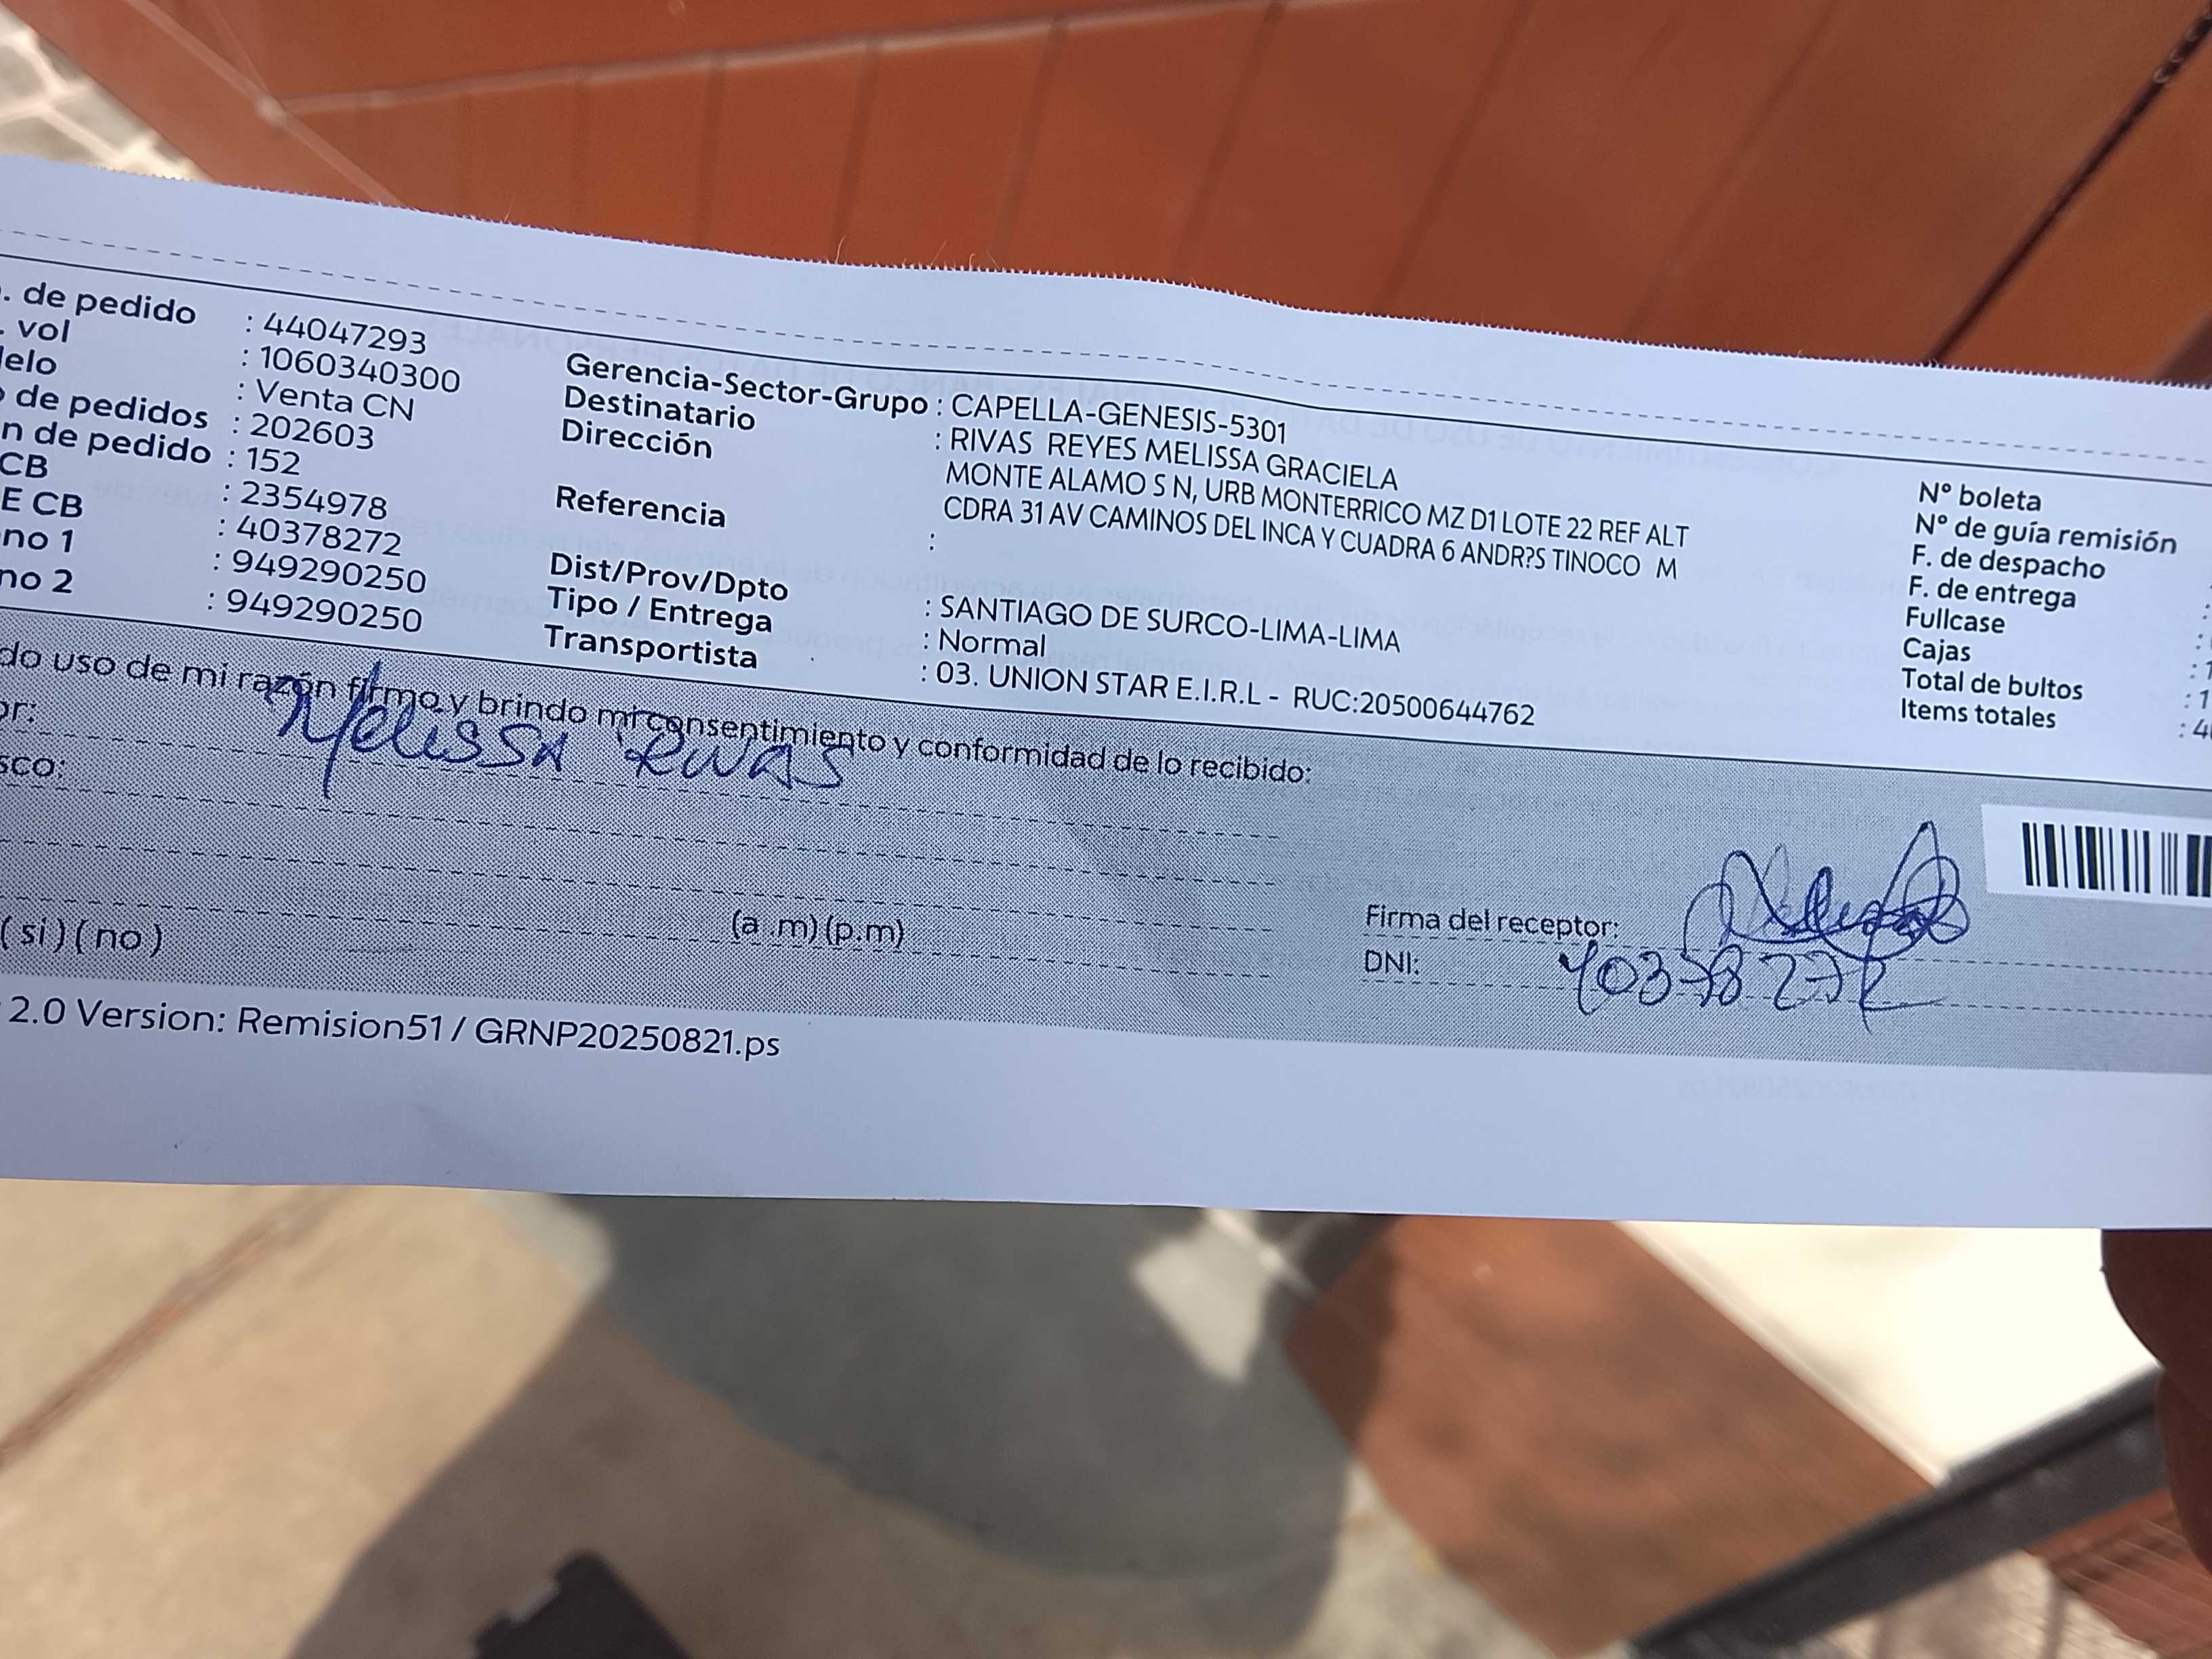 . de pedido : 44047293
. vol : 1060340300
elo : Venta CN
o de pedidos : 202603
n de pedido : 152
CB : 2354978
E CB : 40378272
no 1 : 949290250
no 2 : 949290250
Gerencia-Sector-Grupo : CAPELLA-GENESIS-5301
Destinatario : RIVAS REYES MELISSA GRACIELA
Dirección MONTE ALAMO S N, URB MONTERRICO MZ D1 LOTE 22 REF ALT
CDRA 31 AV CAMINOS DEL INCA Y CUADRA 6 ANDR?S TINOCO M
Referencia :
Dist/Prov/Dpto : SANTIAGO DE SURCO-LIMA-LIMA
Tipo / Entrega : Normal
Transportista : 03. UNION STAR E.I.R.L - RUC:20500644762
N° boleta
N° de guía remisión
F. de despacho :
F. de entrega :
Fullcase :
Cajas : 1
Total de bultos : 1
Items totales : 4
do uso de mi razón firmo y brindo mi consentimiento y conformidad de lo recibido:
or: Melissa Rivas
sco:
( si ) ( no ) (a .m) (p.m)
Firma del receptor:
DNI: 40378272
2.0 Version: Remision51 / GRNP20250821.ps